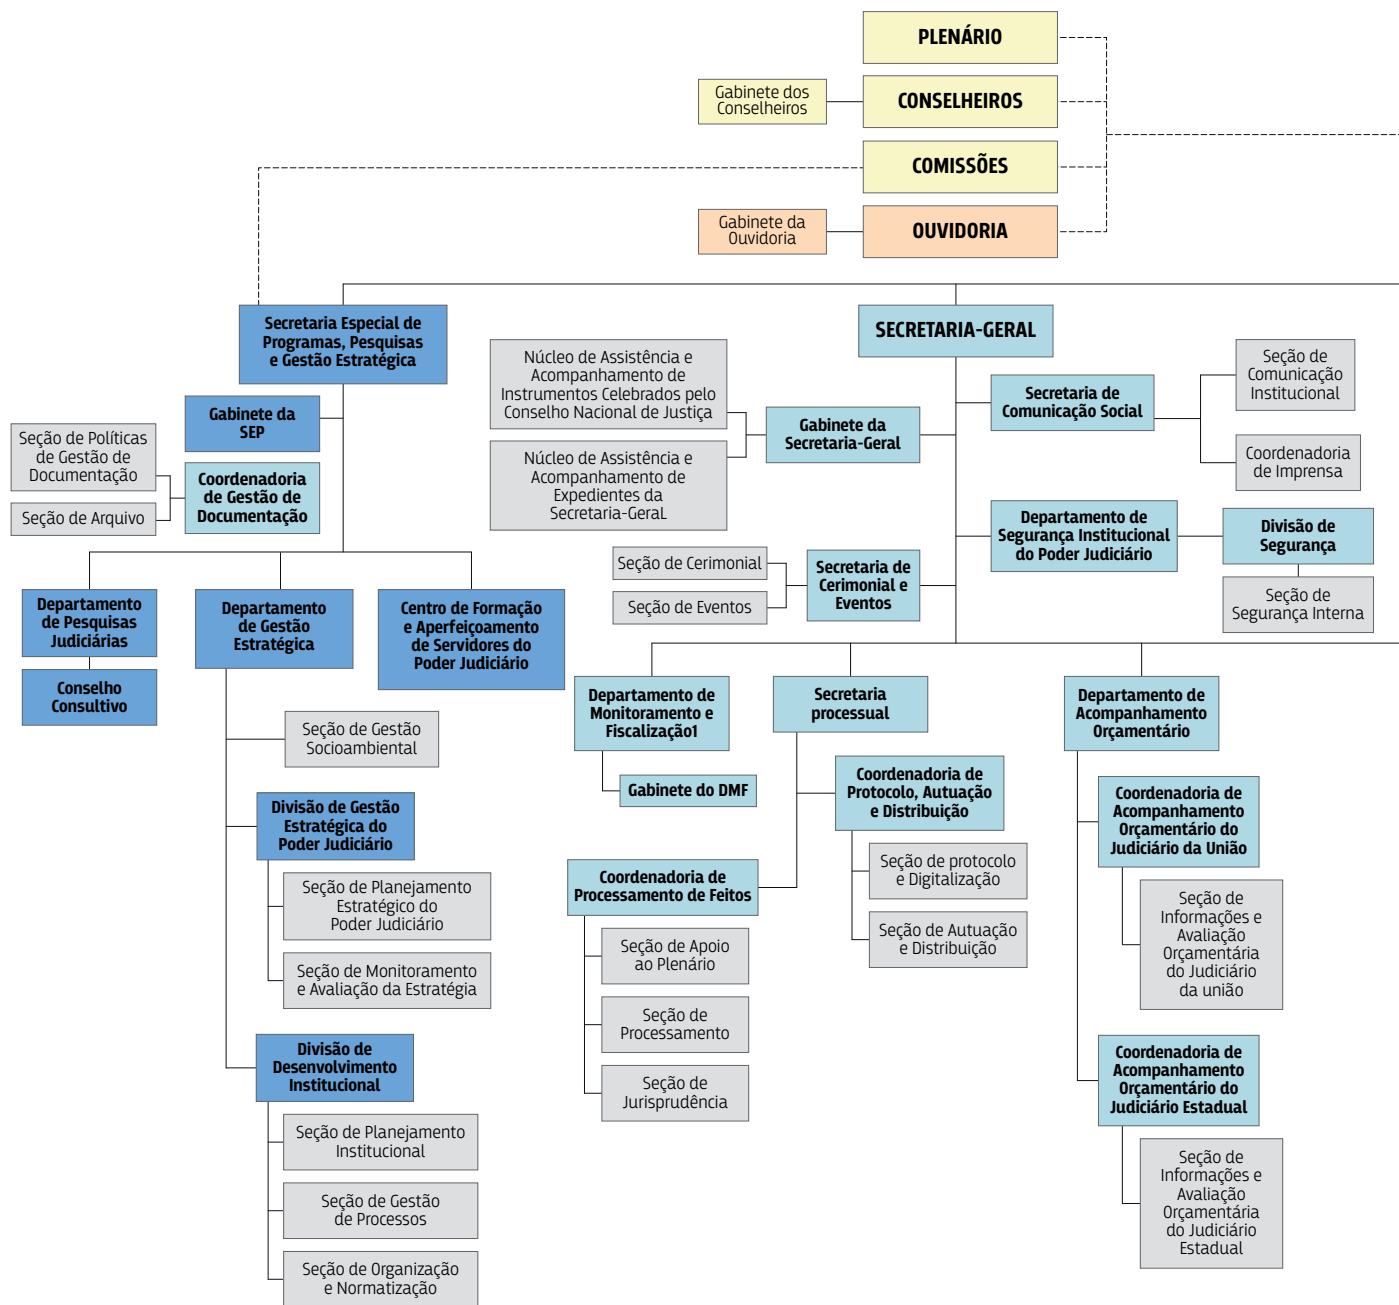 PLENÁRIO
Gabinete dos
Conselheiros
CONSELHEIROS
COMISSÕES
Gabinete da
Ouvidoria
OUVIDORIA
Secretaria Especial de
Programas, Pesquisas
e Gestão Estratégica
SECRETARIA-GERAL
Gabinete da
SEP
Seção de Políticas
de Gestão de
Documentação
Seção de Arquivo
Coordenadoria
de Gestão de
Documentação
Núcleo de Assistência e
Acompanhamento de
Instrumentos Celebrados pelo
Conselho Nacional de Justiça
Núcleo de Assistência e
Acompanhamento de
Expedientes da
Secretaria-GeraL
Gabinete da
Secretaria-Geral
Secretaria de
Comunicação Social
Seção de
Comunicação
Institucional
Coordenadoria
de Imprensa
Departamento de
Segurança Institucional
do Poder Judiciário
Divisão de
Segurança
Seção de
Segurança Interna
Seção de Cerimonial
Seção de Eventos
Secretaria de
Cerimonial e
Eventos
Departamento
de Pesquisas
Judiciárias
Conselho
Consultivo
Departamento
de Gestão
Estratégica
Centro de Formação
e Aperfeiçoamento
de Servidores do
Poder Judiciário
Seção de Gestão
Socioambiental
Divisão de Gestão
Estratégica do
Poder Judiciário
Seção de Planejamento
Estratégico do
Poder Judiciário
Seção de Monitoramento
e Avaliação da Estratégia
Divisão de
Desenvolvimento
Institucional
Seção de Planejamento
Institucional
Seção de Gestão
de Processos
Seção de Organização
e Normatização
Departamento de
Monitoramento e
Fiscalização1
Gabinete do DMF
Secretaria
processual
Coordenadoria de
Protocolo, Autuação
e Distribuição
Seção de protocolo
e Digitalização
Seção de Autuação
e Distribuição
Coordenadoria de
Processamento de Feitos
Seção de Apoio
ao Plenário
Seção de
Processamento
Seção de
Jurisprudência
Departamento de
Acompanhamento
Orçamentário
Coordenadoria de
Acompanhamento
Orçamentário do
Judiciário da União
Seção de
Informações e
Avaliação
Orçamentária
do Judiciário
da união
Coordenadoria de
Acompanhamento
Orçamentário do
Judiciário Estadual
Seção de
Informações e
Avaliação
Orçamentária
do Judiciário
Estadual